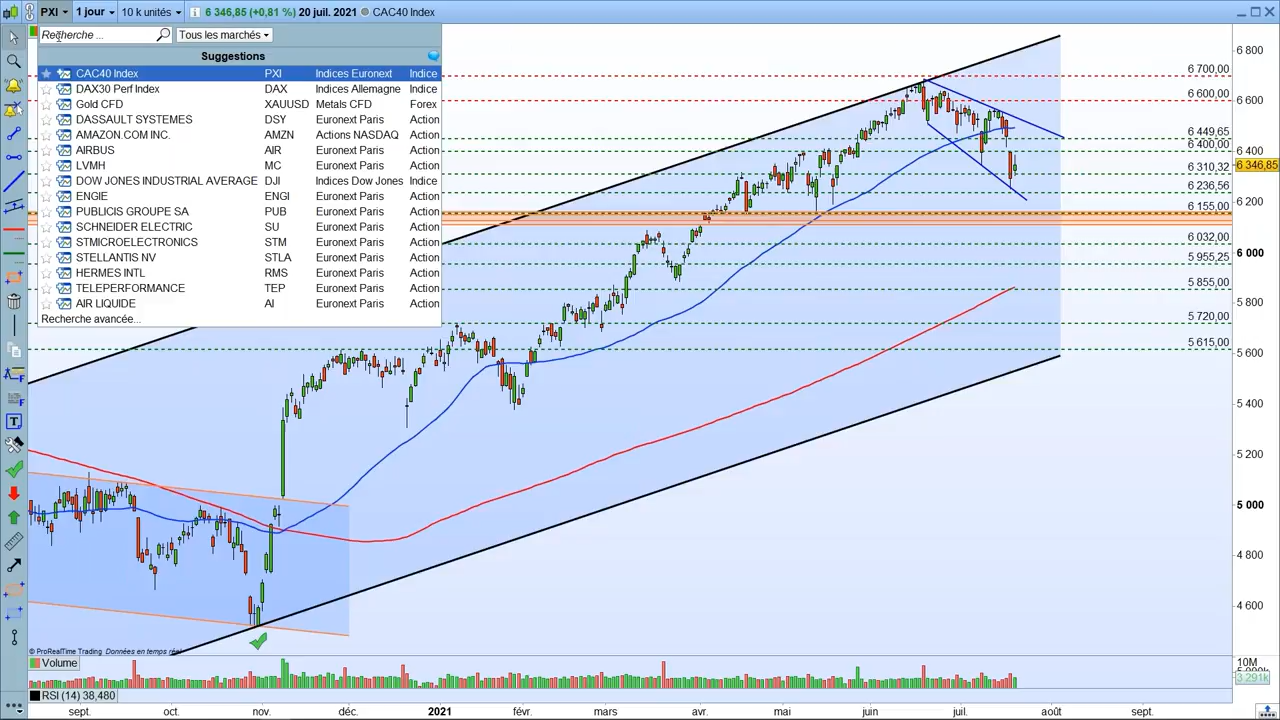 PXI 1 jour 10 k unités 6 346,85 (+0,81 %) 20 juil. 2021 CAC40 Index
Recherche ... Tous les marchés
Suggestions
CAC40 Index PXI Indices Euronext Indice
DAX30 Perf Index DAX Indices Allemagne Indice
Gold CFD XAUUSD Metals CFD Forex
DASSAULT SYSTEMES DSY Euronext Paris Action
AMAZON.COM INC. AMZN Actions NASDAQ Action
AIRBUS AIR Euronext Paris Action
LVMH MC Euronext Paris Action
DOW JONES INDUSTRIAL AVERAGE DJI Indices Dow Jones Indice
ENGIE ENGI Euronext Paris Action
PUBLICIS GROUPE SA PUB Euronext Paris Action
SCHNEIDER ELECTRIC SU Euronext Paris Action
STMICROELECTRONICS STM Euronext Paris Action
STELLANTIS NV STLA Euronext Paris Action
HERMES INTL RMS Euronext Paris Action
TELEPERFORMANCE TEP Euronext Paris Action
AIR LIQUIDE AI Euronext Paris Action
Recherche avancée...
6 800
6 700,00
6 600,00 6 600
6 449,65
6 400,00 6 400
6 310,32 6 346,85
6 236,56
6 155,00 6 200
6 032,00
6 000
5 955,25
5 855,00 5 800
5 720,00
5 615,00 5 600
5 400
5 200
5 000
4 800
4 600
© ProRealTime Trading Données en temps réel
Volume 10M
3 291k
RSI (14) 38,480
sept. oct. nov. déc. 2021 févr. mars avr. mai juin juil. août sept.